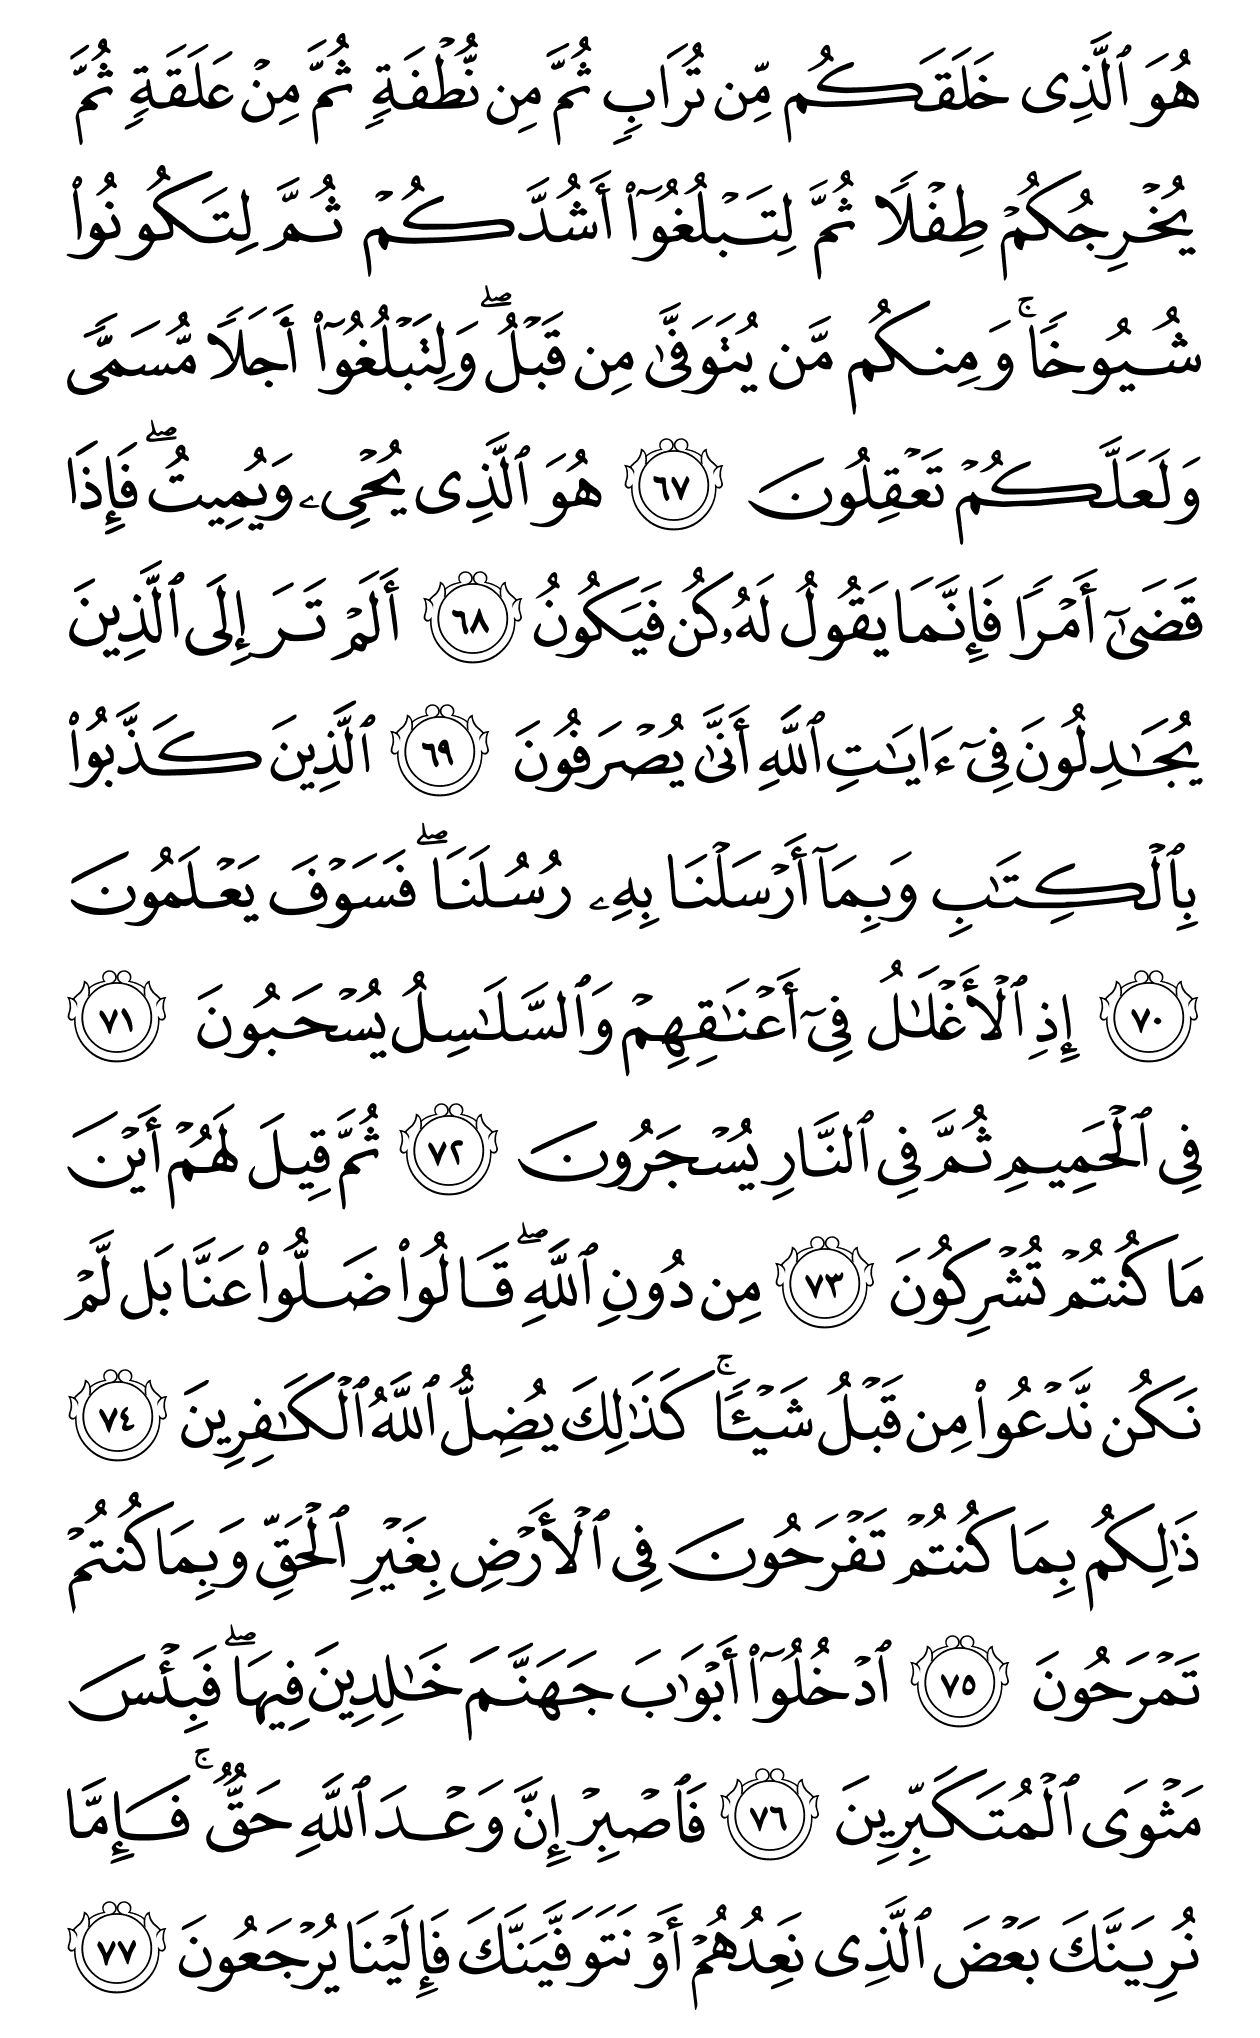 هُوَ ٱلَّذِى خَلَقَكُم مِّن تُرَابٍ ثُمَّ مِن نُّطْفَةٍ ثُمَّ مِنْ عَلَقَةٍ ثُمَّ
يُخْرِجُكُمْ طِفْلًا ثُمَّ لِتَبْلُغُوٓا۟ أَشُدَّكُمْ ثُمَّ لِتَكُونُوا۟
شُيُوخًا ۚ وَمِنكُم مَّن يُتَوَفَّىٰ مِن قَبْلُ ۖ وَلِتَبْلُغُوٓا۟ أَجَلًا مُّسَمًّى
وَلَعَلَّكُمْ تَعْقِلُونَ ٦٧ هُوَ ٱلَّذِى يُحْىِۦ وَيُمِيتُ ۖ فَإِذَا
قَضَىٰٓ أَمْرًا فَإِنَّمَا يَقُولُ لَهُۥ كُن فَيَكُونُ ٦٨ أَلَمْ تَرَ إِلَى ٱلَّذِينَ
يُجَـٰدِلُونَ فِىٓ ءَايَـٰتِ ٱللَّهِ أَنَّىٰ يُصْرَفُونَ ٦٩ ٱلَّذِينَ كَذَّبُوا۟
بِٱلْكِتَـٰبِ وَبِمَآ أَرْسَلْنَا بِهِۦ رُسُلَنَا ۖ فَسَوْفَ يَعْلَمُونَ
٧٠ إِذِ ٱلْأَغْلَـٰلُ فِىٓ أَعْنَـٰقِهِمْ وَٱلسَّلَـٰسِلُ يُسْحَبُونَ ٧١
فِى ٱلْحَمِيمِ ثُمَّ فِى ٱلنَّارِ يُسْجَرُونَ ٧٢ ثُمَّ قِيلَ لَهُمْ أَيْنَ
مَا كُنتُمْ تُشْرِكُونَ ٧٣ مِن دُونِ ٱللَّهِ ۖ قَالُوا۟ ضَلُّوا۟ عَنَّا بَل لَّمْ
نَكُن نَّدْعُوا۟ مِن قَبْلُ شَيْـًٔا ۚ كَذَٰلِكَ يُضِلُّ ٱللَّهُ ٱلْكَـٰفِرِينَ ٧٤
ذَٰلِكُم بِمَا كُنتُمْ تَفْرَحُونَ فِى ٱلْأَرْضِ بِغَيْرِ ٱلْحَقِّ وَبِمَا كُنتُمْ
تَمْرَحُونَ ٧٥ ٱدْخُلُوٓا۟ أَبْوَٰبَ جَهَنَّمَ خَـٰلِدِينَ فِيهَا ۖ فَبِئْسَ
مَثْوَى ٱلْمُتَكَبِّرِينَ ٧٦ فَٱصْبِرْ إِنَّ وَعْدَ ٱللَّهِ حَقٌّ ۚ فَإِمَّا
نُرِيَنَّكَ بَعْضَ ٱلَّذِى نَعِدُهُمْ أَوْ نَتَوَفَّيَنَّكَ فَإِلَيْنَا يُرْجَعُونَ ٧٧